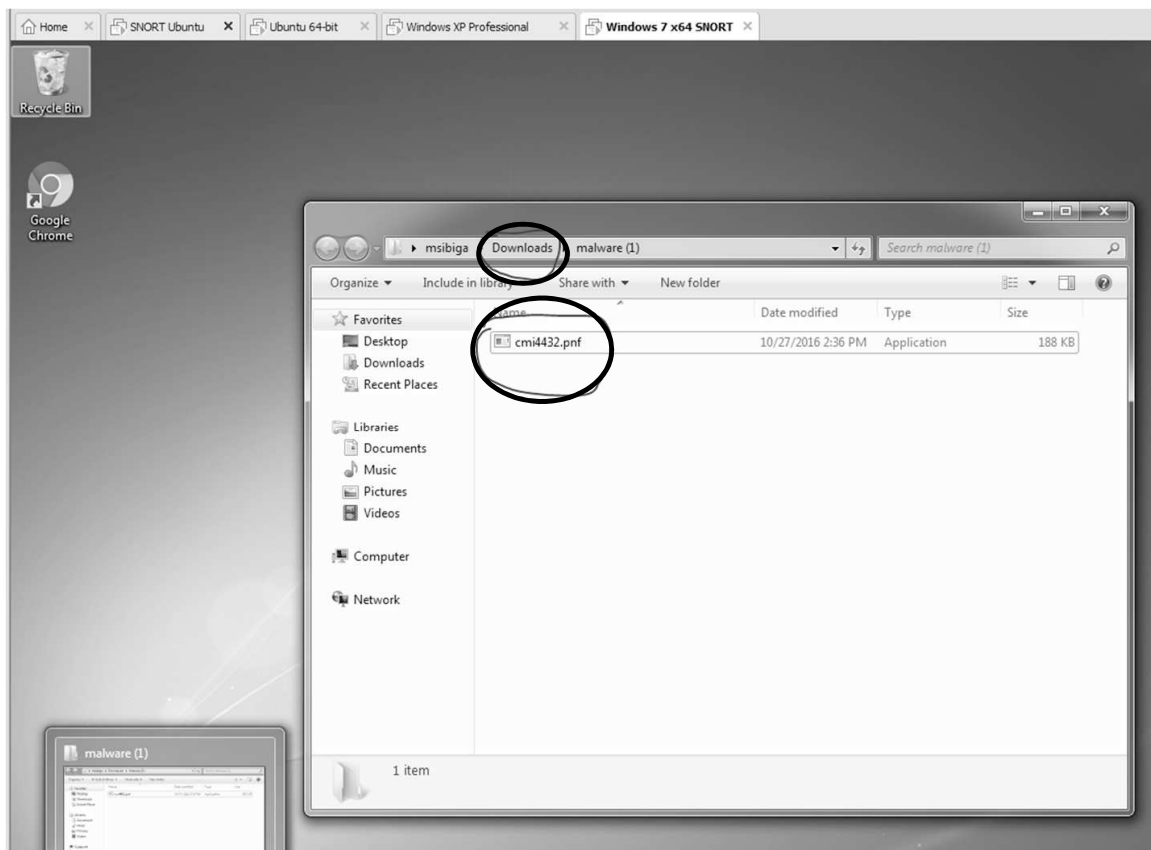 Home SNORT Ubuntu Ubuntu 64-bit Windows XP Professional Windows 7 x64 SNORT
Recycle Bin
Google
Chrome
msibiga Downloads malware (1) Search malware (1)
Organize Include in library Share with New folder
Favorites
Desktop
Downloads
Recent Places
Libraries
Documents
Music
Pictures
Videos
Computer
Network
Name Date modified Type Size
cmi4432.pnf 10/27/2016 2:36 PM Application 188 KB
1 item
malware (1)